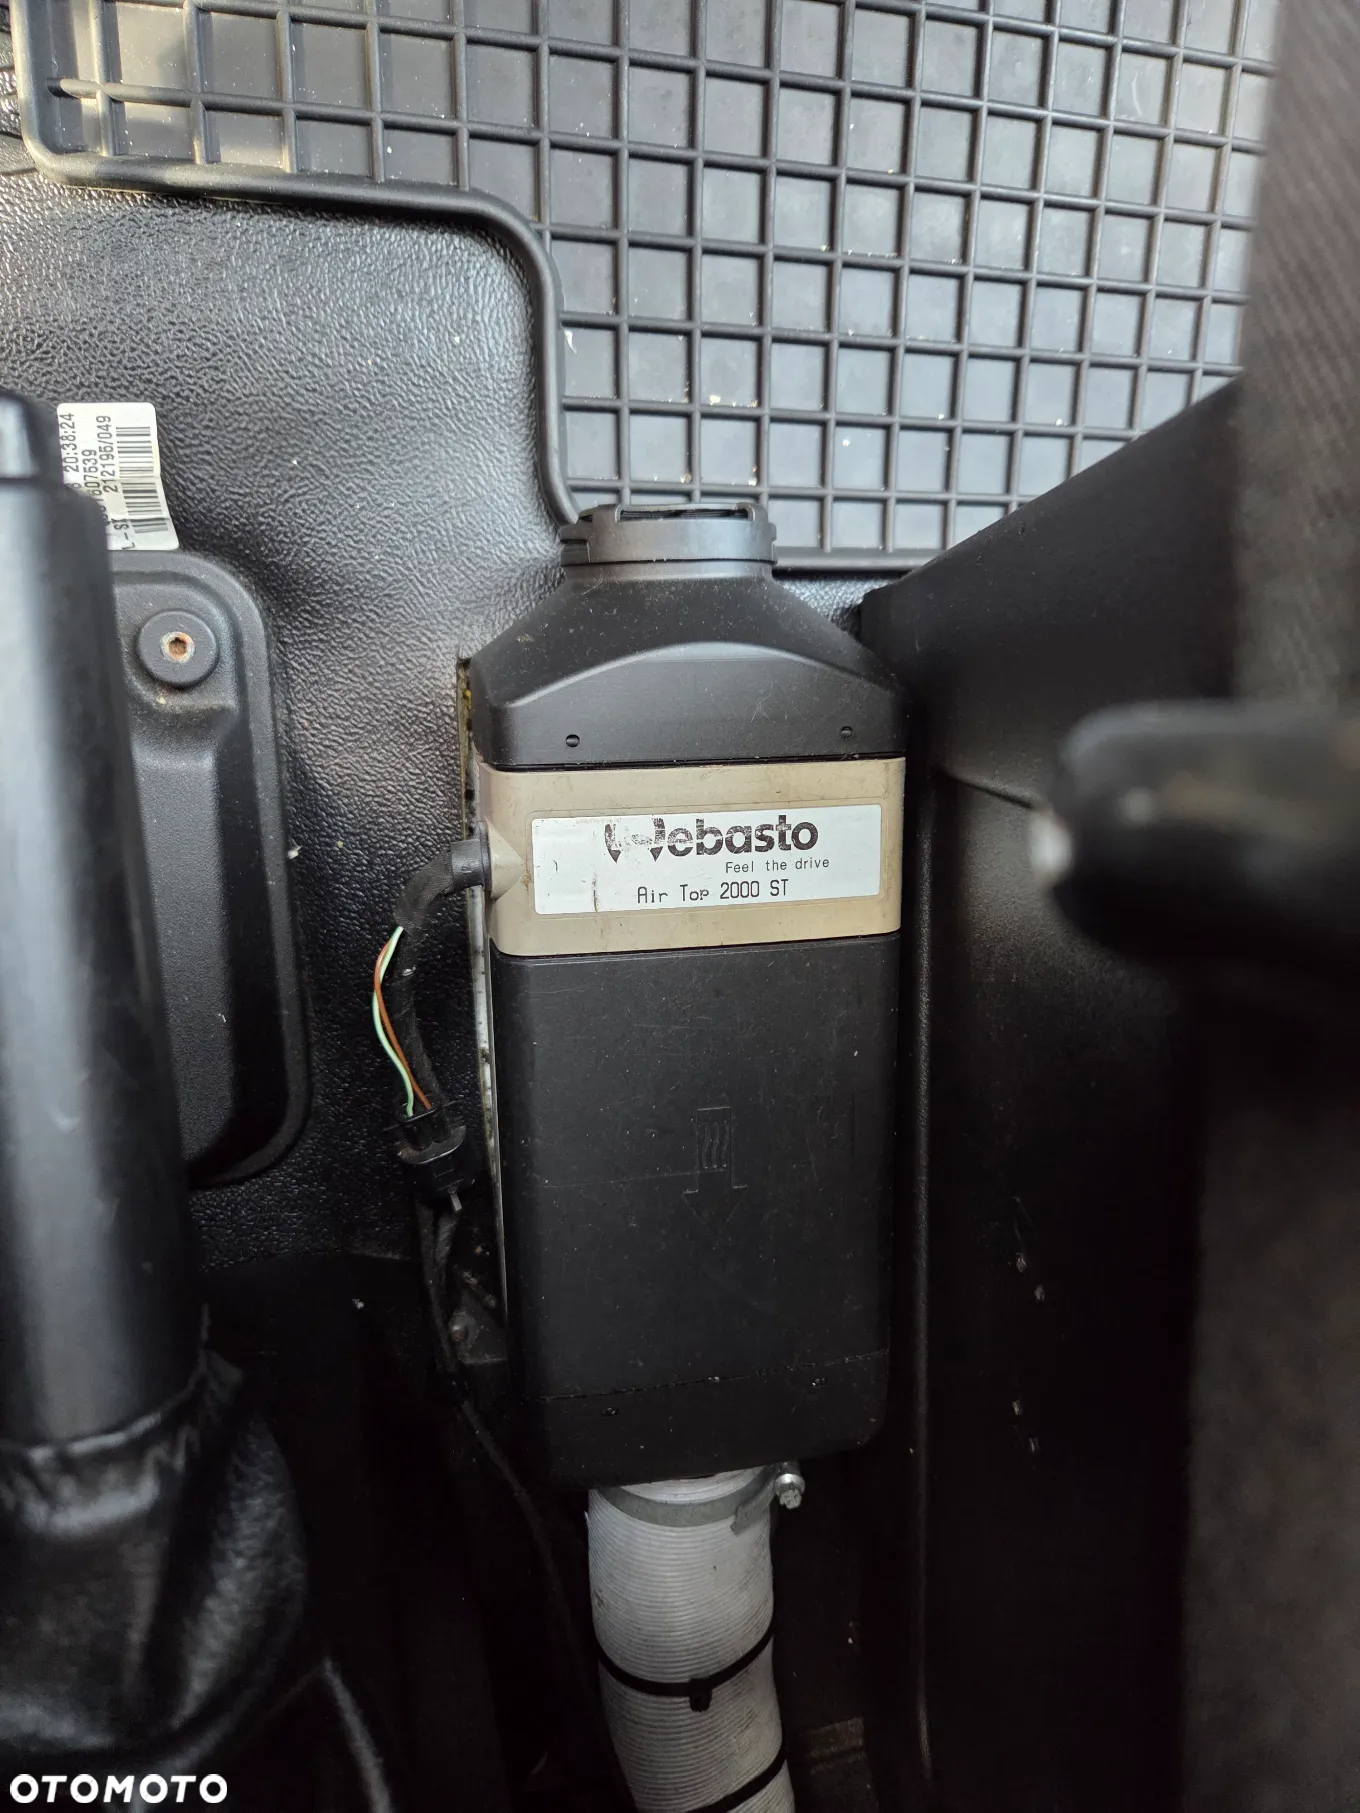 20:38:24
607539
212195/049
Webasto
Feel the drive
Air Top 2000 ST
OTOMOTO